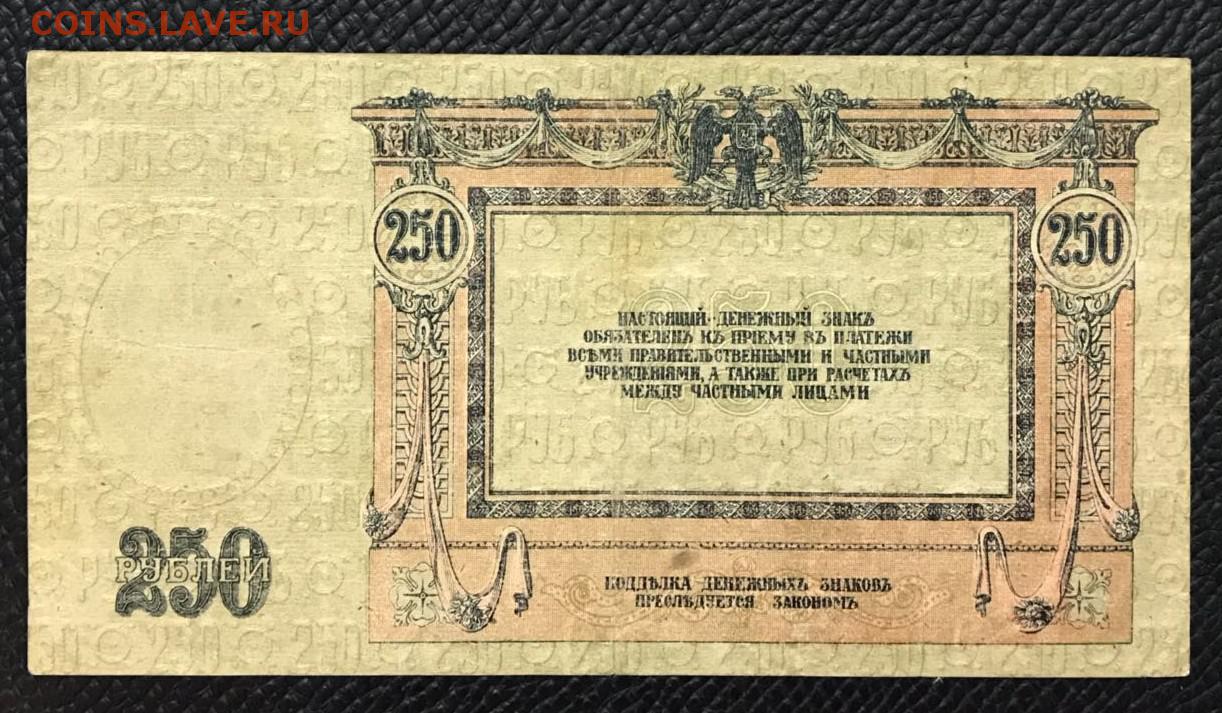 COINS.LAVE.RU
250
250
НАСТОЯЩІЙ ДЕНЕЖНЫЙ ЗНАКЪ
ОБЯЗАТЕЛЕНЪ КЪ ПРІЕМУ ВЪ ПЛАТЕЖИ
ВСѢМИ ПРАВИТЕЛЬСТВЕННЫМИ И ЧАСТНЫМИ
УЧРЕЖДЕНІЯМИ, А ТАКЖЕ ПРИ РАСЧЕТАХЪ
МЕЖДУ ЧАСТНЫМИ ЛИЦАМИ
250
РУБЛЕЙ
ПОДДѢЛКА ДЕНЕЖНЫХЪ ЗНАКОВЪ
ПРЕСЛѢДУЕТСЯ ЗАКОНОМЪ